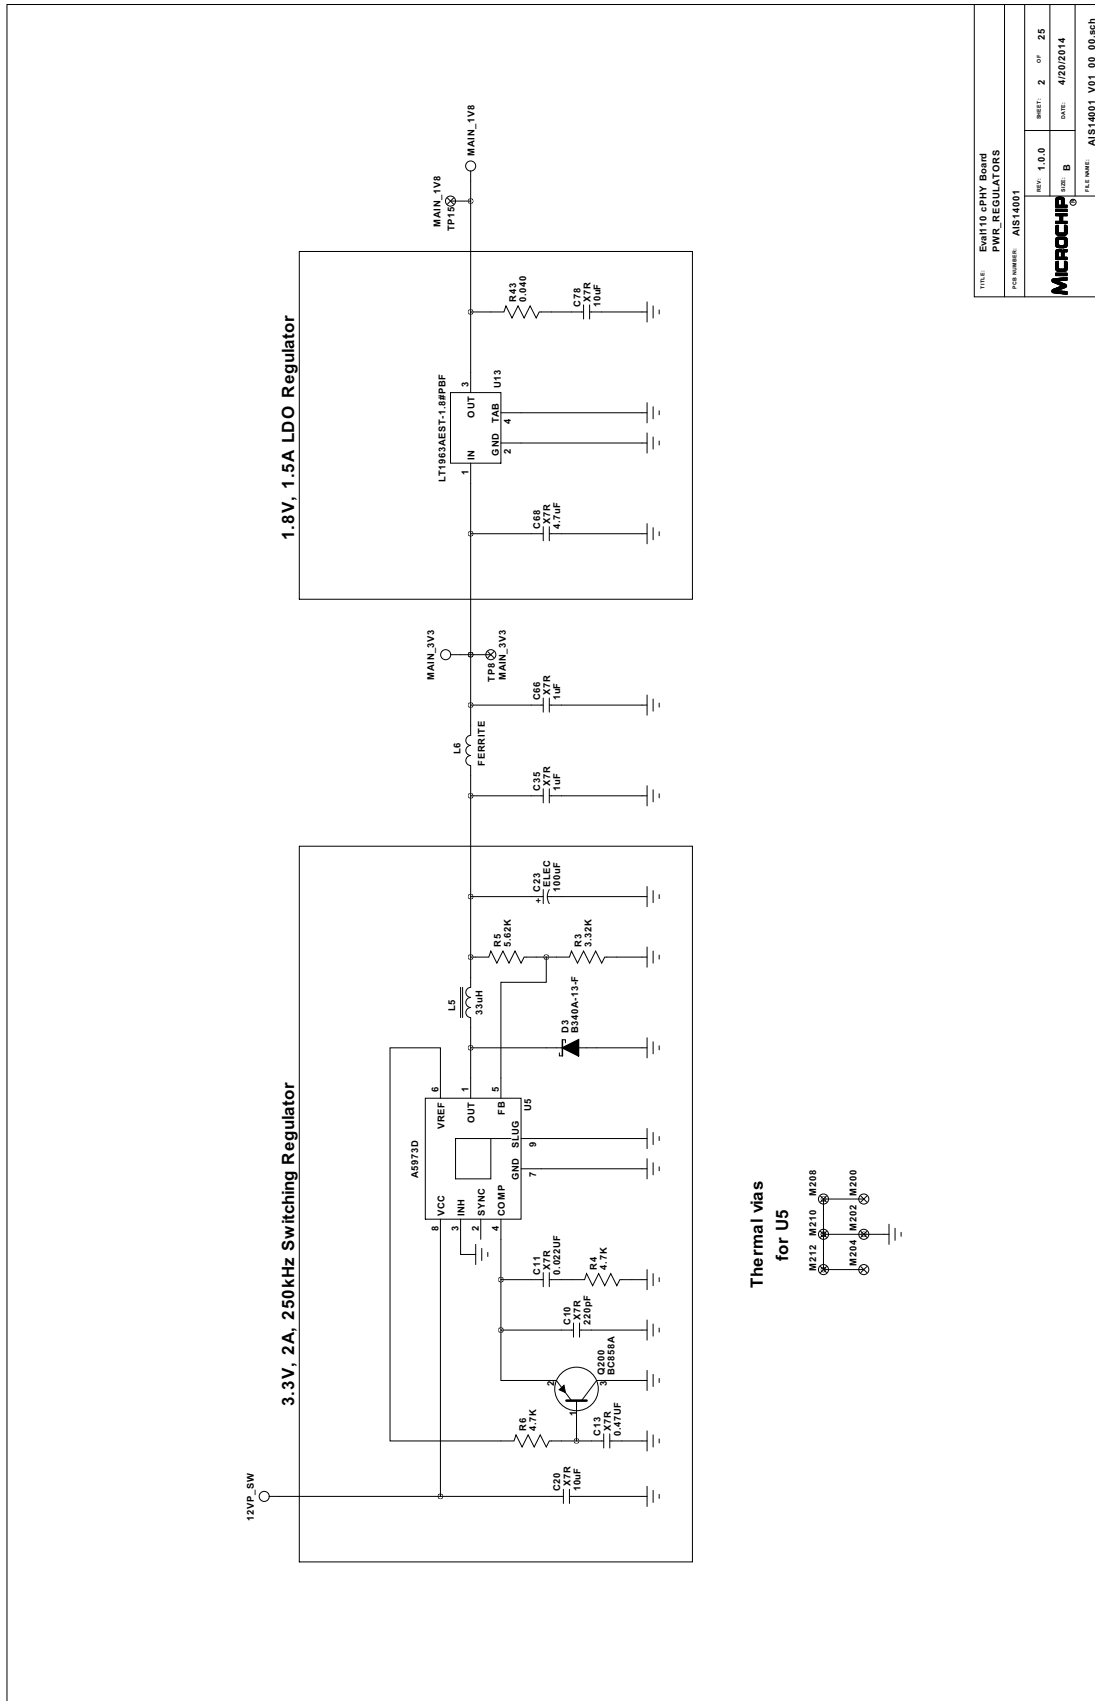 3.3V, 2A, 250kHz Switching Regulator
12VP_SW
C20
X7R
10uF
R6
4.7K
C13
X7R
0.47UF
1
2
3
Q200
BC858A
C10
X7R
220pF
C11
X7R
0.022UF
R4
4.7K
A5973D
8
VCC
3
INH
2
SYNC
4
COMP
VREF
6
OUT
1
FB
5
GND
7
SLUG
9
U5
D3
B340A-13-F
L5
33uH
R5
5.62K
R3
3.32K
+
C23
ELEC
100uF
C35
X7R
1uF
L6
FERRITE
C66
X7R
1uF
MAIN_3V3
TP8
MAIN_3V3
1.8V, 1.5A LDO Regulator
C68
X7R
4.7uF
LT1963AEST-1.8#PBF
1
IN
OUT
3
GND
2
TAB
4
U13
R43
0.040
C78
X7R
10uF
MAIN_1V8
TP15
MAIN_1V8
Thermal vias
for U5
M212
M210
M208
M204
M202
M200
TITLE: Eval110 cPHY Board
PWR_REGULATORS
PCB NUMBER: AIS14001
MICROCHIP®
REV: 1.0.0
SHEET: 2 OF 25
SIZE: B
DATE: 4/20/2014
FILE NAME:
AIS14001_V01_00_00.sch